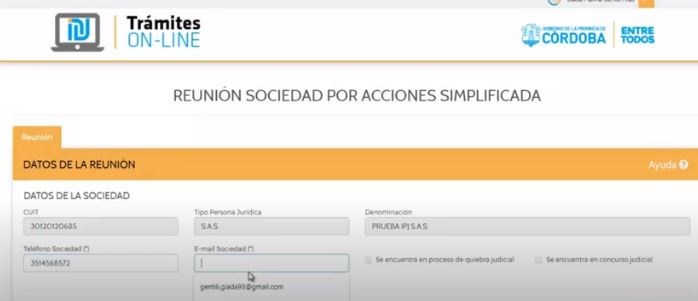 Trámites
ON-LINE
GOBIERNO DE LA PROVINCIA DE
CÓRDOBA
ENTRE
TODOS
REUNIÓN SOCIEDAD POR ACCIONES SIMPLIFICADA
Reunión
DATOS DE LA REUNIÓN
Ayuda
DATOS DE LA SOCIEDAD
CUIT
Tipo Persona Jurídica
Denominación
30120120685
S.A.S.
PRUEBA IPJ S.A.S.
Teléfono Sociedad (*)
E-mail Sociedad (*)
3514568572
Se encuentra en proceso de quiebra judicial
Se encuentra en concurso judicial
gentili.giada93@gmail.com